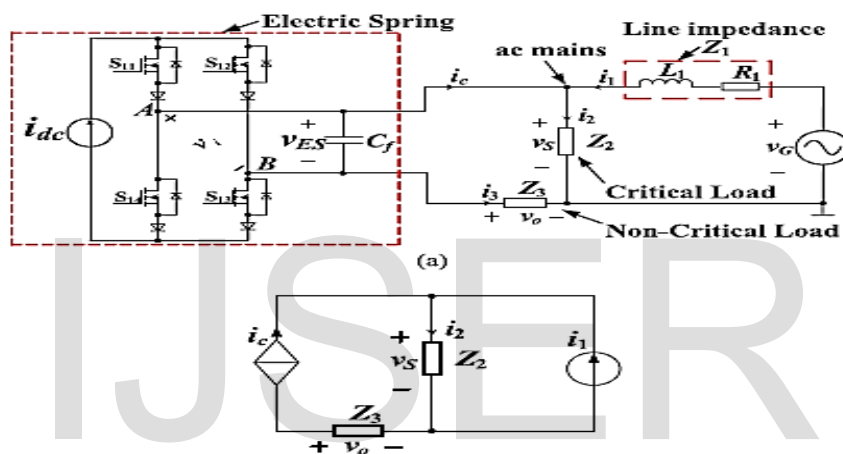 Electric Spring
Line impedance
Z1
ac mains
S11
S12
ic
i1
L1
R1
A
×
idc
+
vES
−
Cf
vi
B
i2
+
vS
−
Z2
+
vG
−
Critical Load
S14
S13
i3
Z3
+ vo −
Non-Critical Load
(a)
ic
+
vS
−
i2
Z2
i1
Z3
+ vo −
IJSER